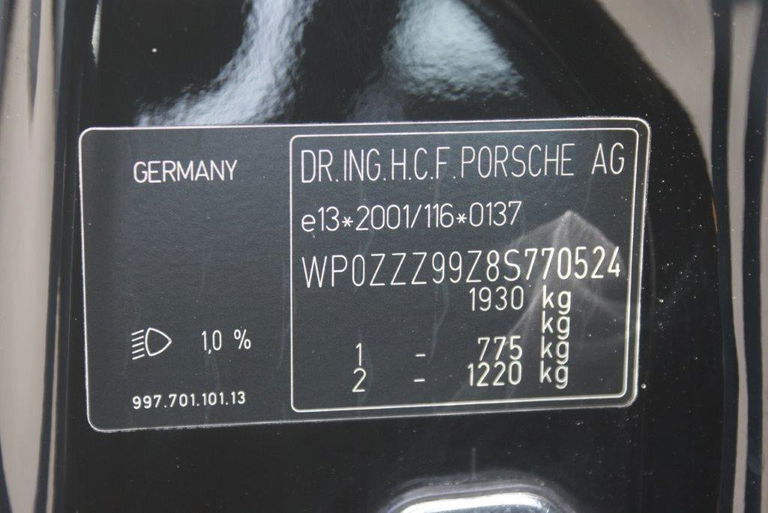 GERMANY
DR.ING.H.C.F.PORSCHE AG
e13*2001/116*0137
WP0ZZZ99Z8S770524
1930 kg
kg
1 - 775 kg
2 - 1220 kg
1,0 %
997.701.101.13